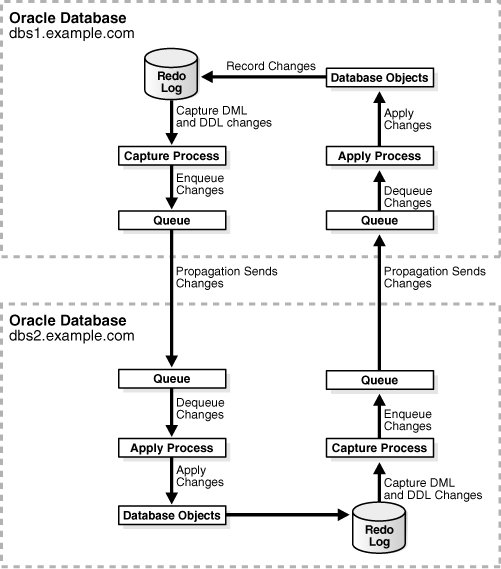 Oracle Database
dbs1.example.com
Record Changes
Redo
Log
Database Objects
Capture DML
and DDL changes
Apply
Changes
Capture Process
Apply Process
Enqueue
Changes
Dequeue
Changes
Queue
Queue
Propagation Sends
Changes
Propagation Sends
Changes
Oracle Database
dbs2.example.com
Queue
Queue
Dequeue
Changes
Enqueue
Changes
Apply Process
Capture Process
Apply
Changes
Capture DML
and DDL Changes
Database Objects
Redo
Log